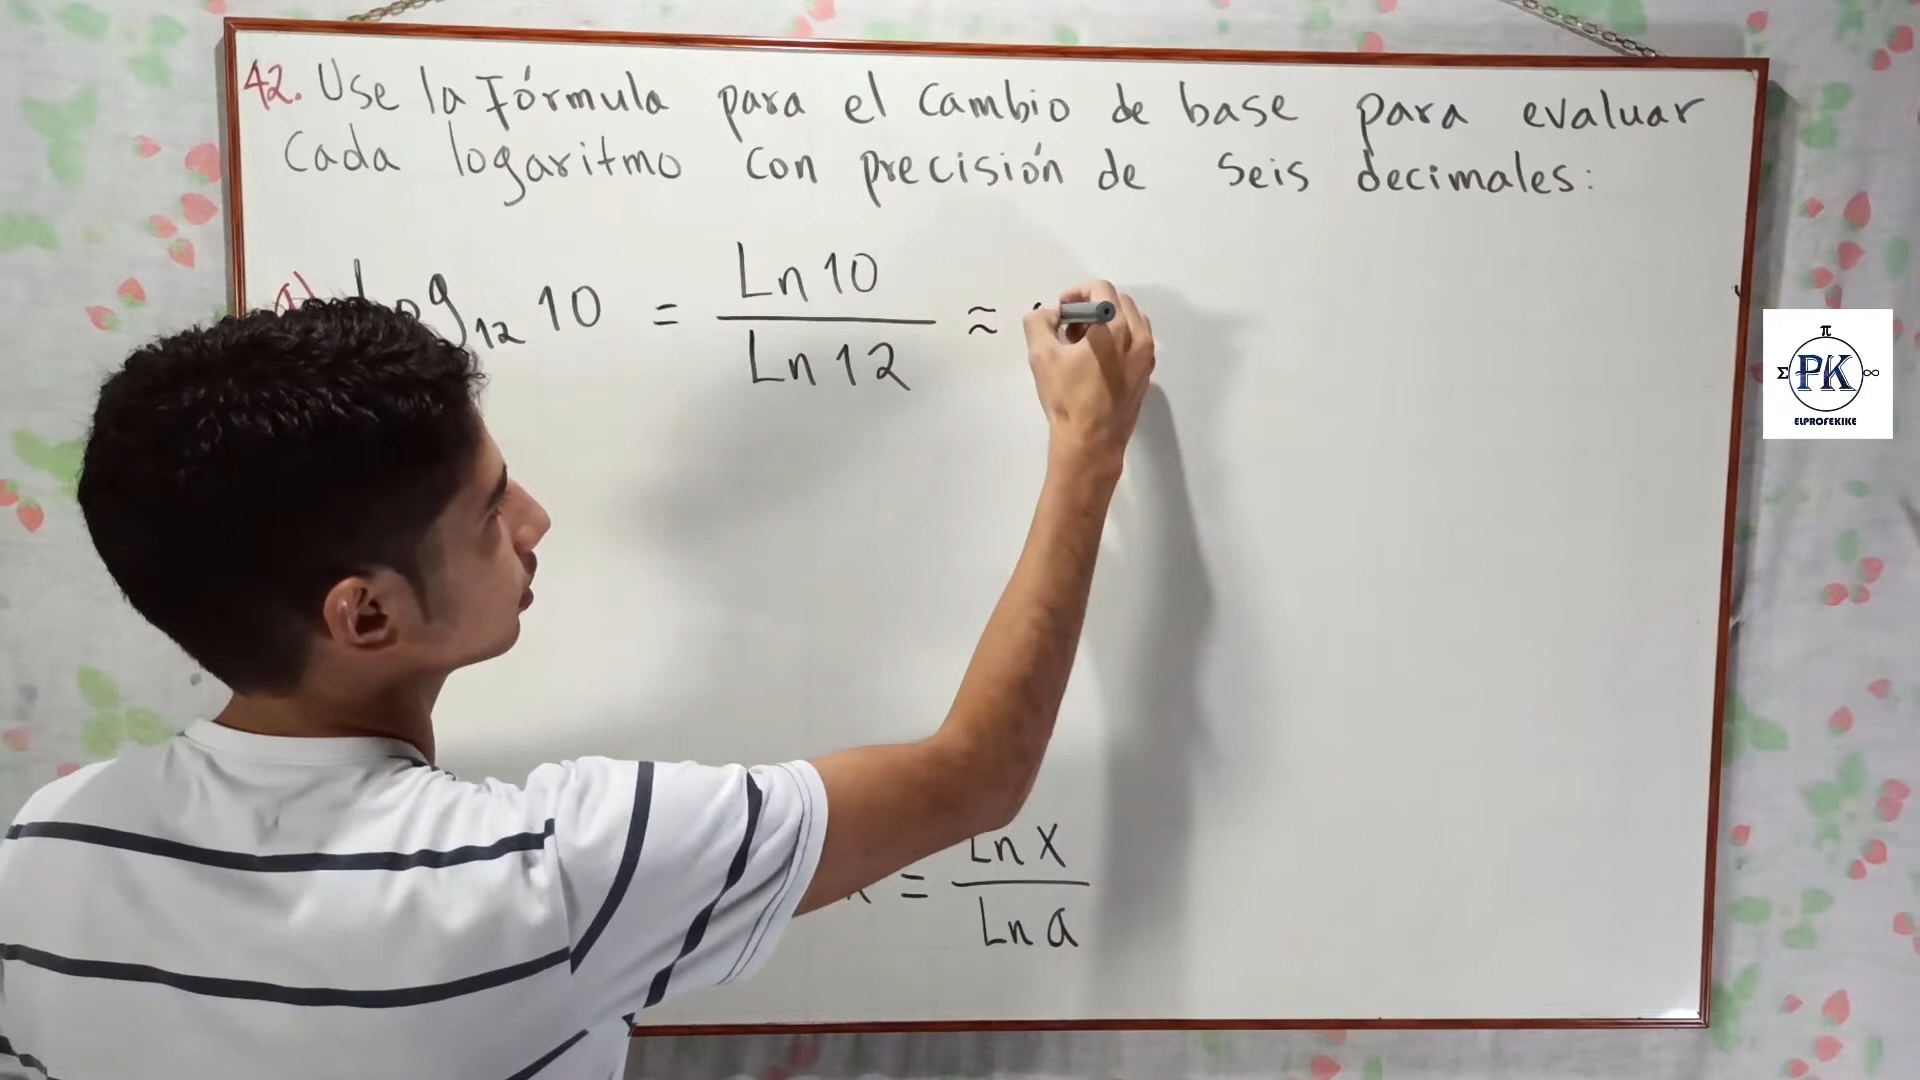 42. Use la Fórmula para el cambio de base para evaluar
Cada logaritmo con precisión de seis decimales:
a) Log₁₂ 10 = Ln 10 / Ln 12 ≈
= Ln x / Ln a
π
Σ PK ∞
ELPROFEKIKE